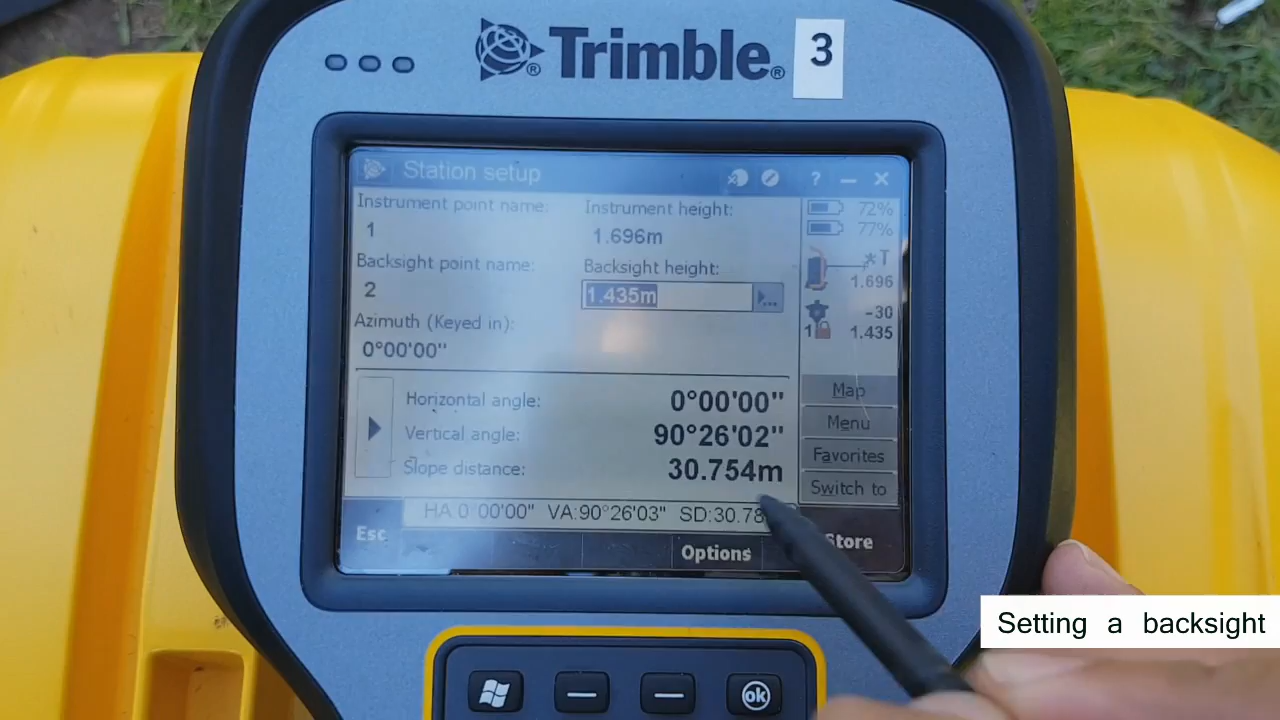 Trimble® 3
Station setup ? — ×
Instrument point name: Instrument height: 72%
1 1.696m 77%
Backsight point name: Backsight height: *T
2 1.435m 1.696
Azimuth (Keyed in): -30
0°00'00" 1 1.435
Horizontal angle: 0°00'00" Map
Vertical angle: 90°26'02" Menu
Slope distance: 30.754m Favorites
Switch to
HA 0°00'00" VA:90°26'03"
Esc Options Store
Setting a backsight
ok